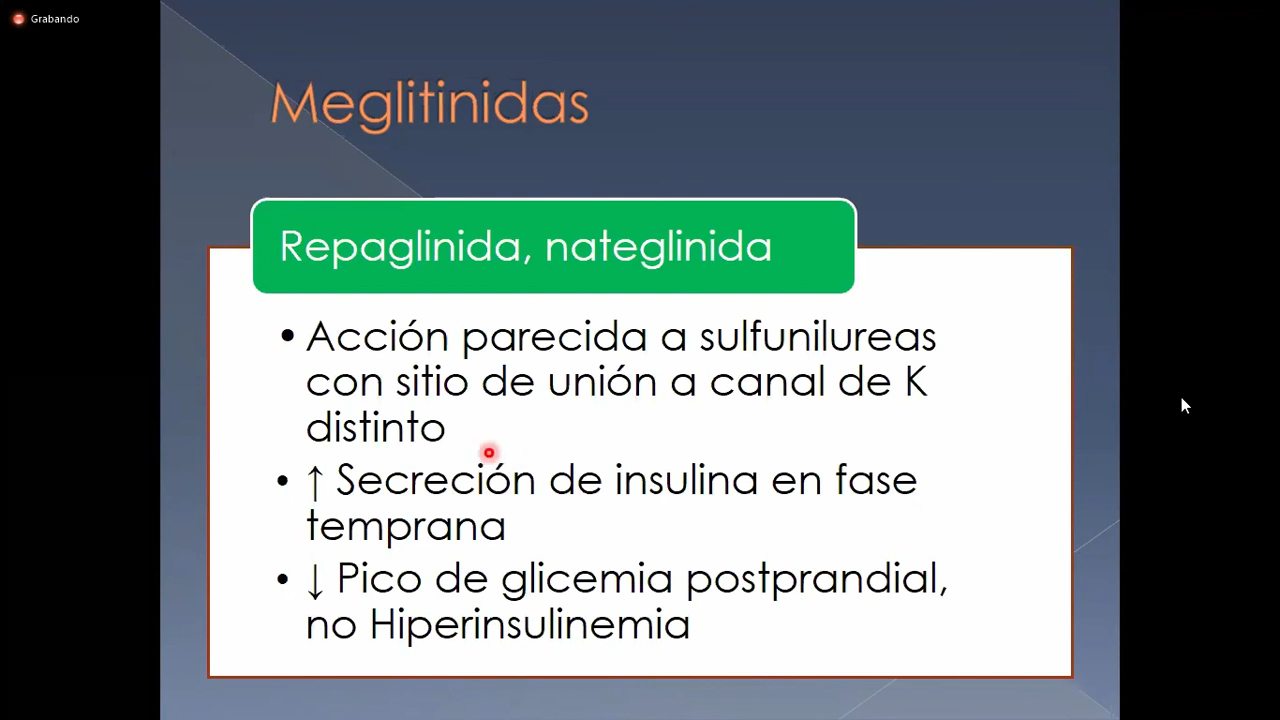 Grabando
Meglitinidas
Repaglinida, nateglinida
• Acción parecida a sulfunilureas
con sitio de unión a canal de K
distinto
• ↑ Secreción de insulina en fase
temprana
• ↓ Pico de glicemia postprandial,
no Hiperinsulinemia